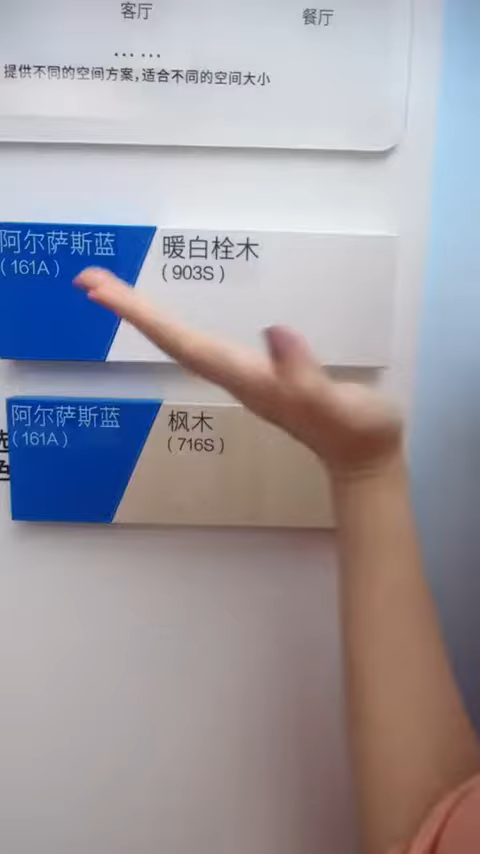 客厅
餐厅
……
提供不同的空间方案,适合不同的空间大小
阿尔萨斯蓝
(161A)
暖白栓木
(903S)
阿尔萨斯蓝
(161A)
枫木
(716S)